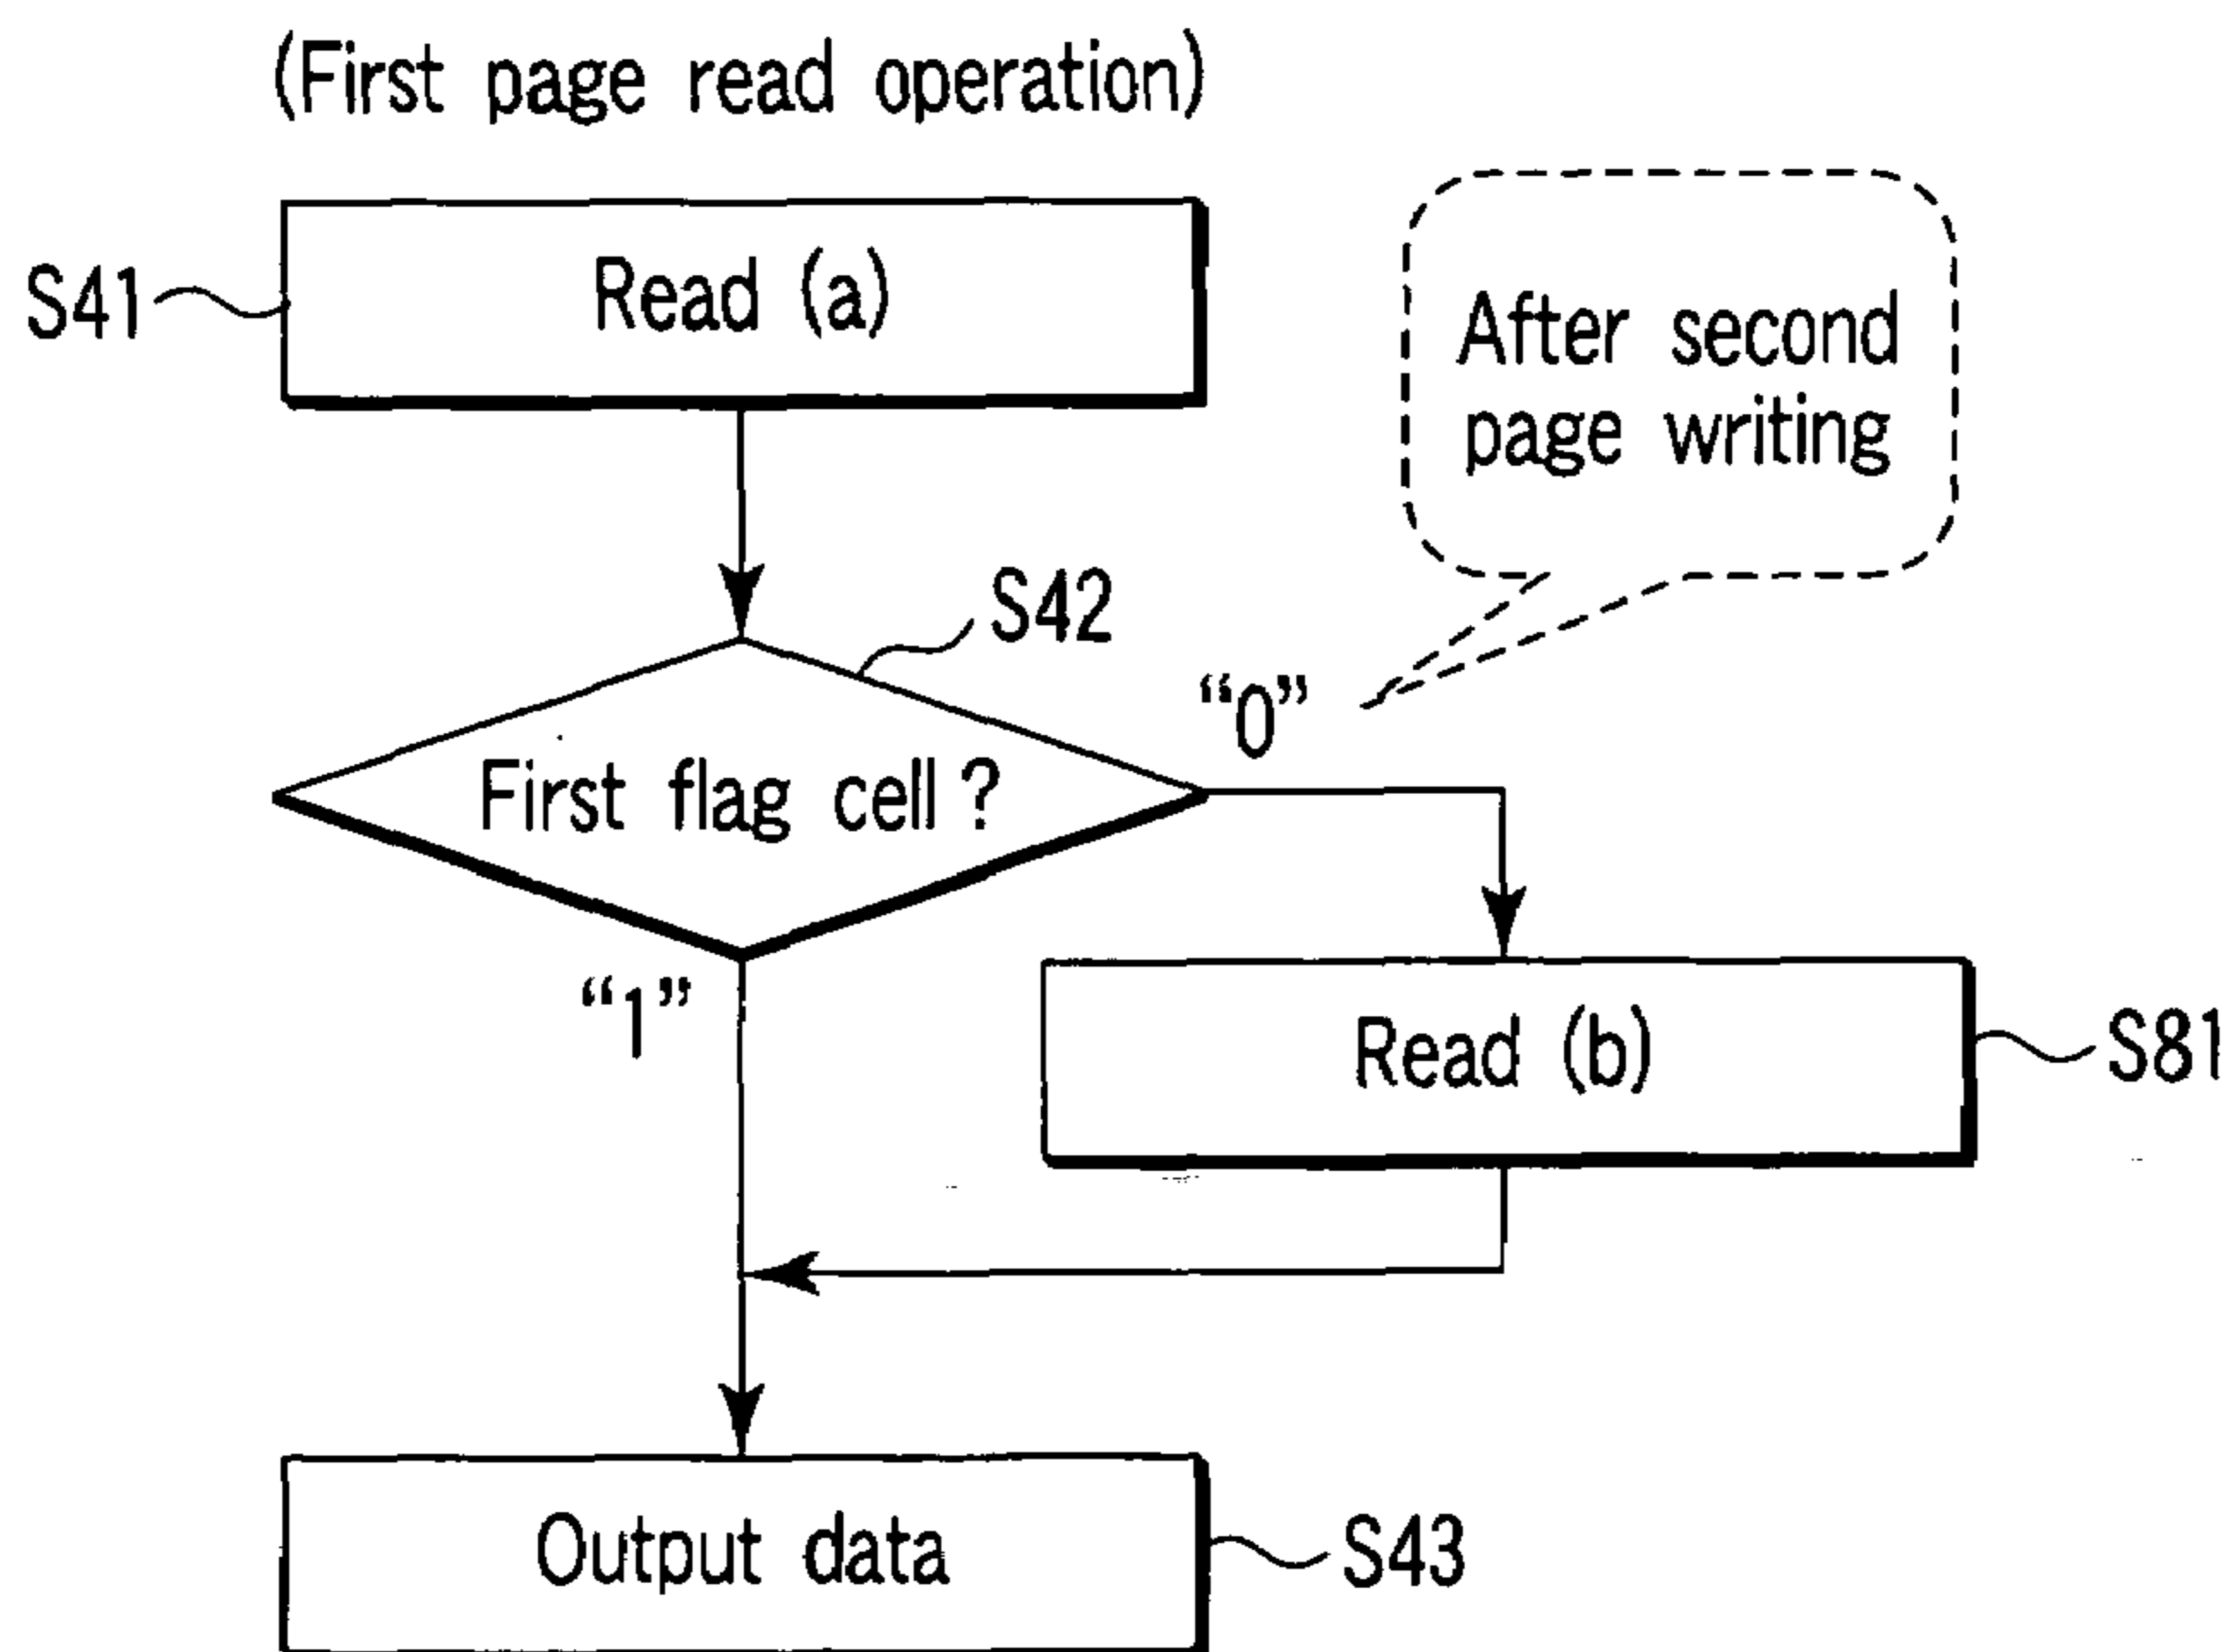 (First page read operation)
S41
Read (a)
After second
page writing
S42
“0”
First flag cell?
“1”
Read (b)
S81
Output data
S43